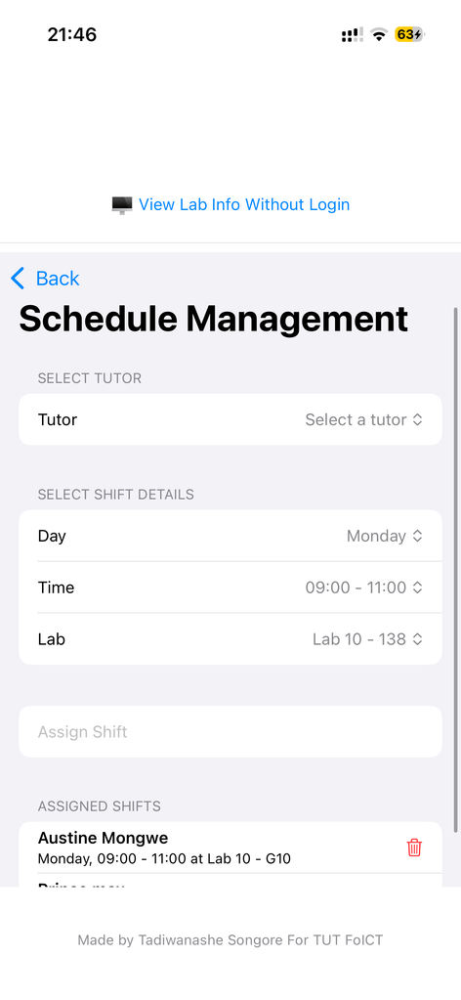 21:46
63
View Lab Info Without Login
Back
Schedule Management
SELECT TUTOR
Tutor Select a tutor
SELECT SHIFT DETAILS
Day Monday
Time 09:00 - 11:00
Lab Lab 10 - 138
Assign Shift
ASSIGNED SHIFTS
Austine Mongwe
Monday, 09:00 - 11:00 at Lab 10 - G10
Made by Tadiwanashe Songore For TUT FoICT